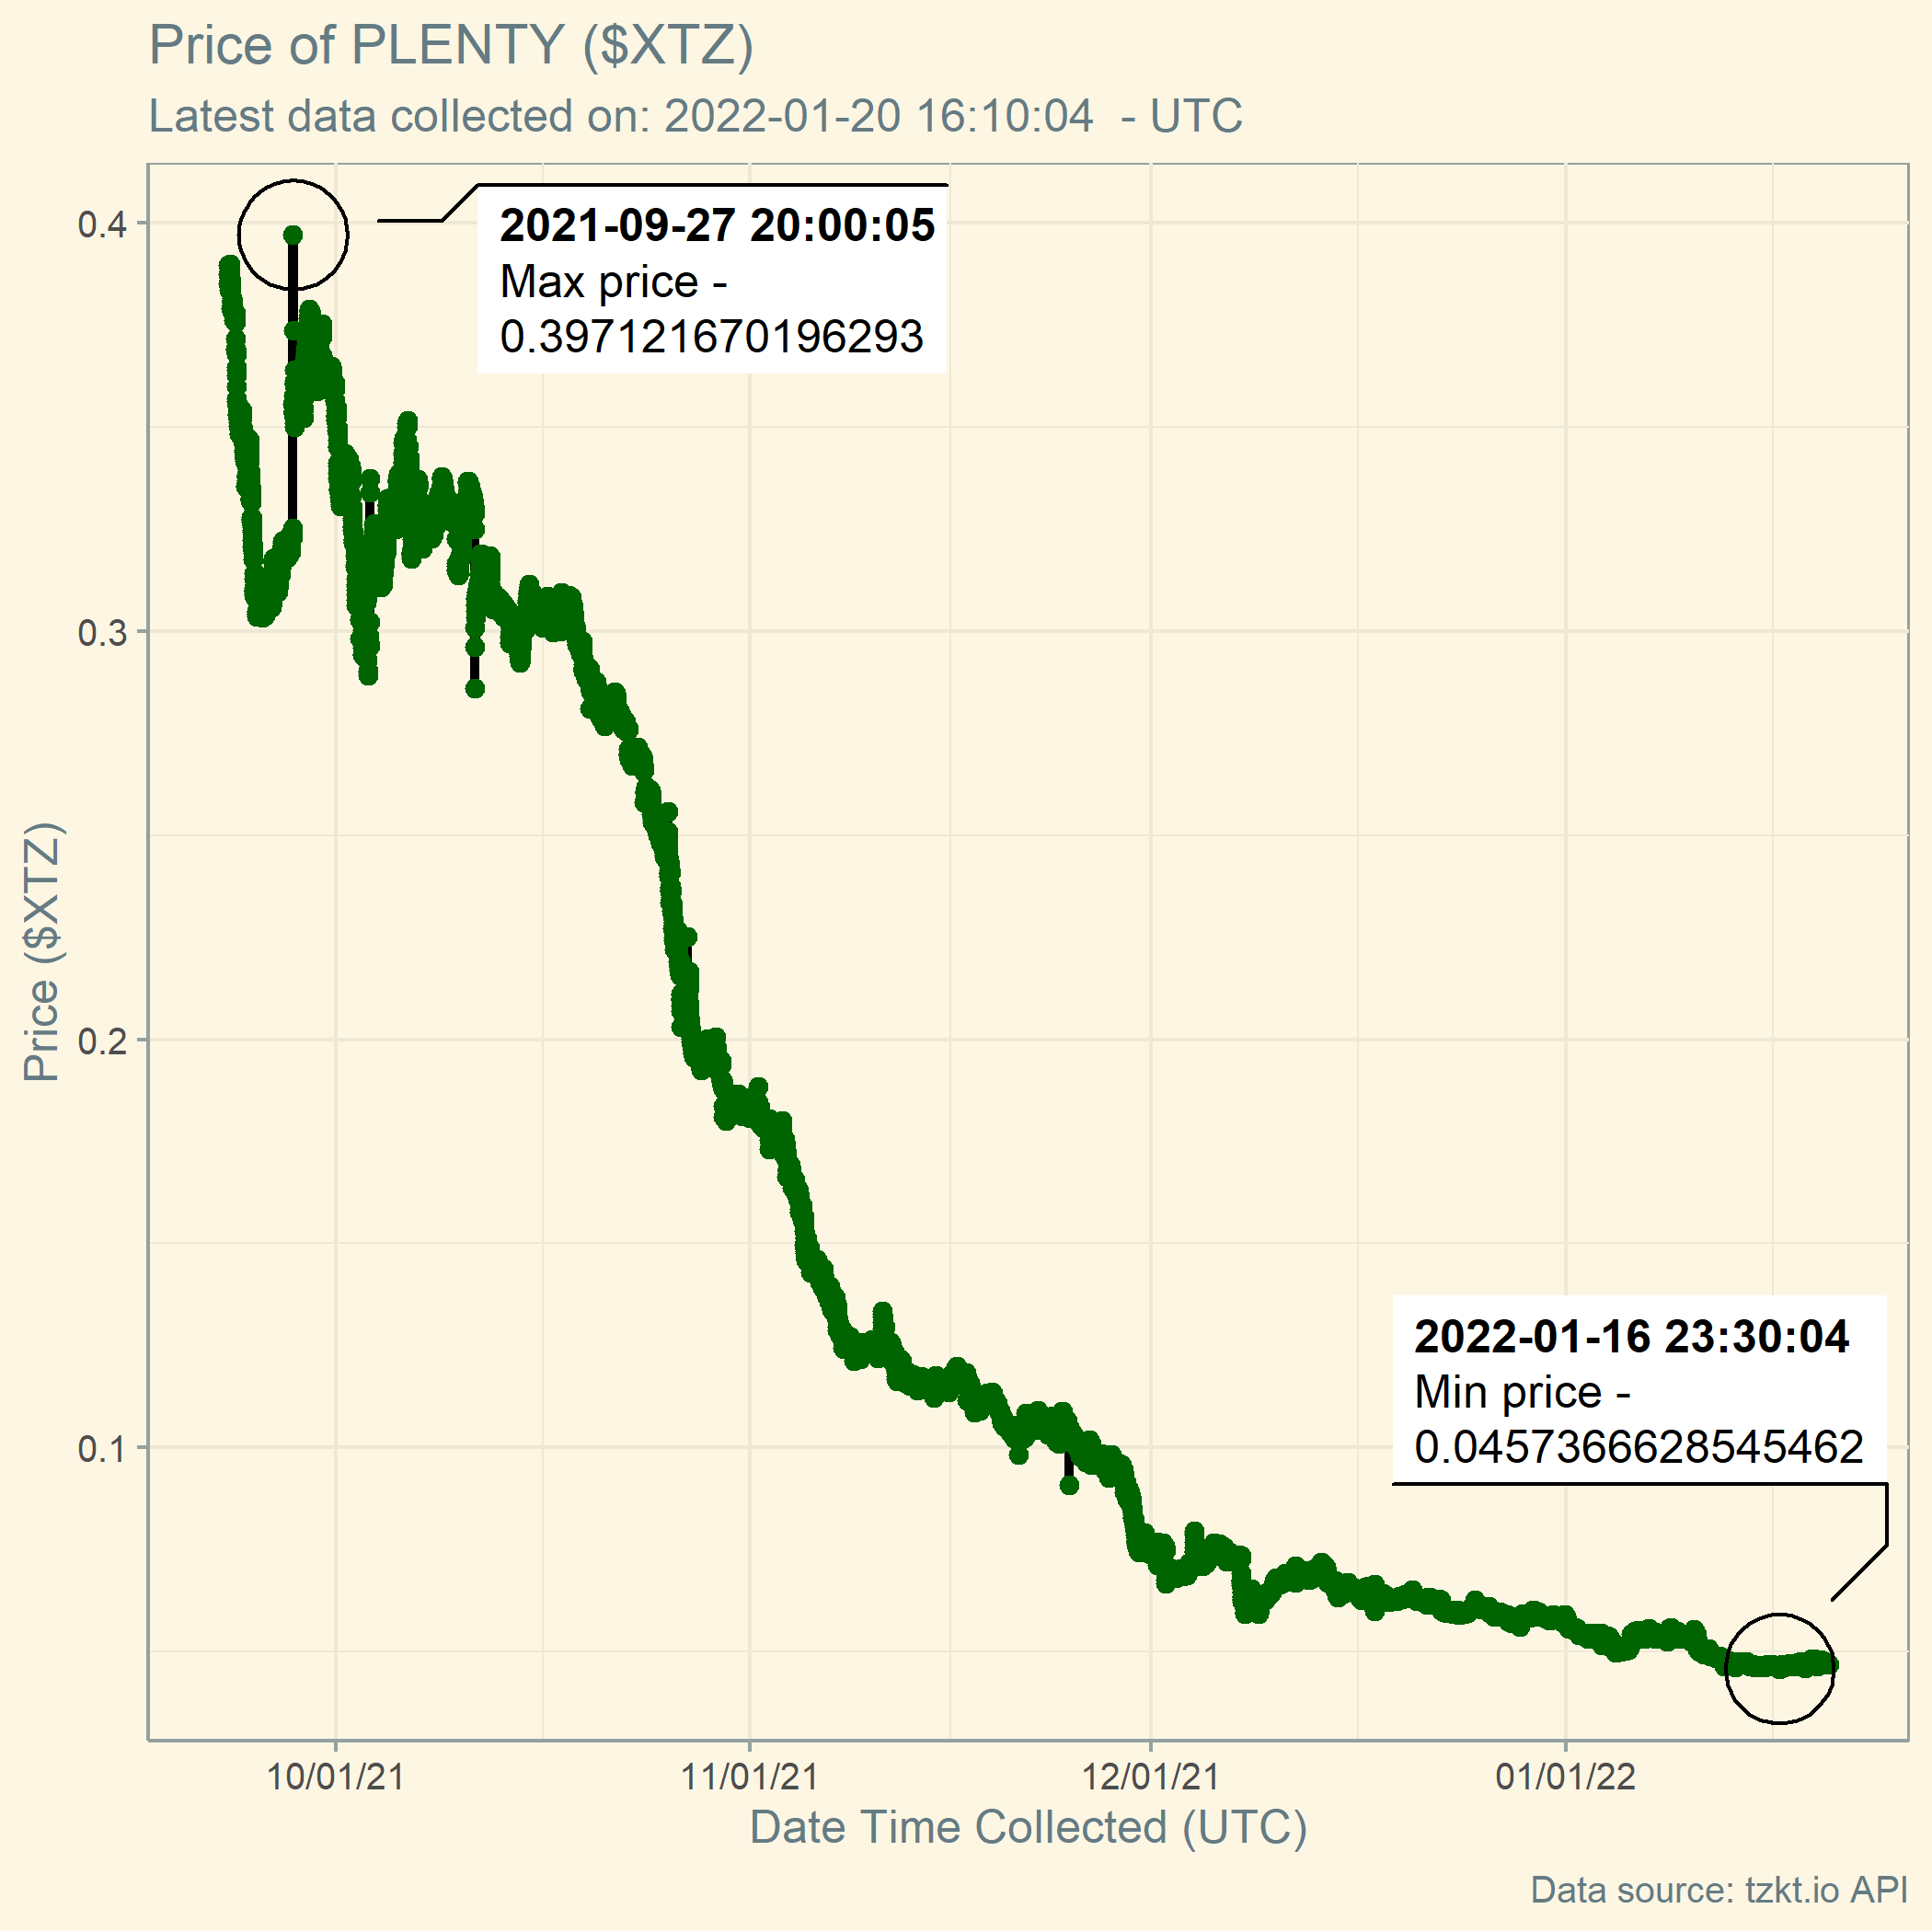 Price of PLENTY ($XTZ)
Latest data collected on: 2022-01-20 16:10:04  - UTC
0.4
0.3
0.2
0.1
Price ($XTZ)
2021-09-27 20:00:05
Max price -
0.397121670196293
2022-01-16 23:30:04
Min price -
0.0457366628545462
10/01/21
11/01/21
12/01/21
01/01/22
Date Time Collected (UTC)
Data source: tzkt.io API